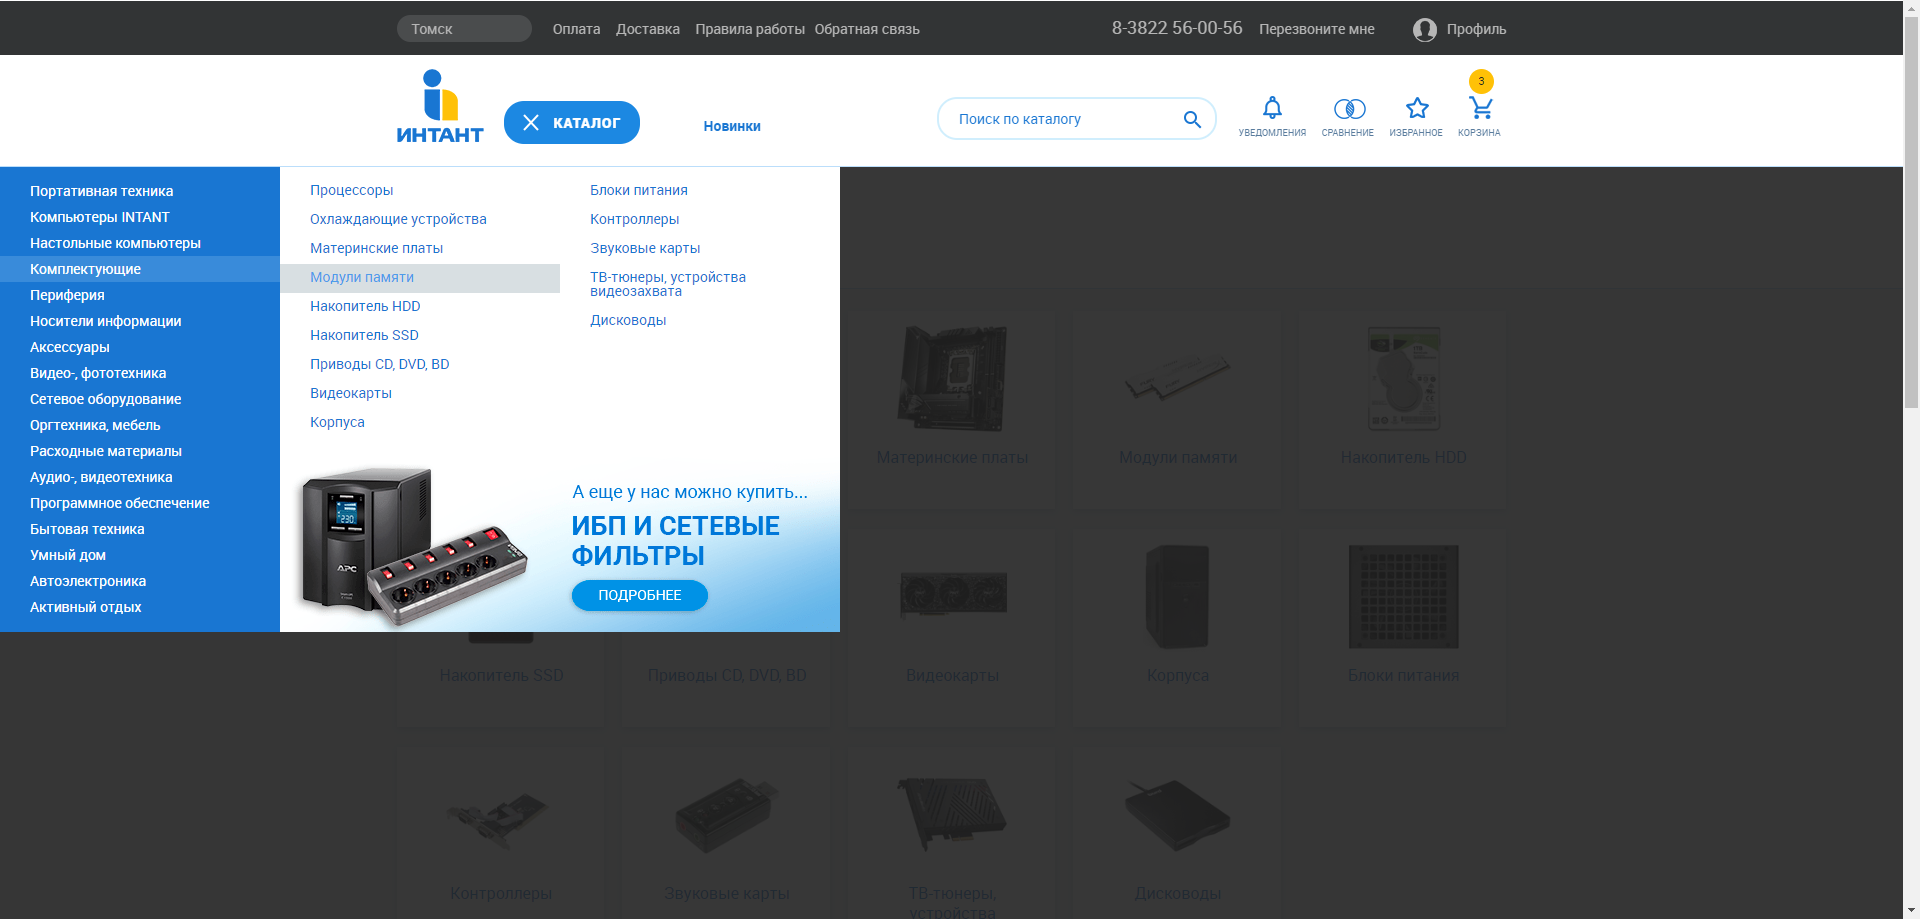 Томск
Оплата
Доставка
Правила работы
Обратная связь
8-3822 56-00-56
Перезвоните мне
Профиль
ИНТАНТ
КАТАЛОГ
Новинки
Поиск по каталогу
УВЕДОМЛЕНИЯ
СРАВНЕНИЕ
ИЗБРАННОЕ
3
КОРЗИНА
Портативная техника
Компьютеры INTANT
Настольные компьютеры
Комплектующие
Периферия
Носители информации
Аксессуары
Видео-, фототехника
Сетевое оборудование
Оргтехника, мебель
Расходные материалы
Аудио-, видеотехника
Программное обеспечение
Бытовая техника
Умный дом
Автоэлектроника
Активный отдых
Процессоры
Охлаждающие устройства
Материнские платы
Модули памяти
Накопитель HDD
Накопитель SSD
Приводы CD, DVD, BD
Видеокарты
Корпуса
Блоки питания
Контроллеры
Звуковые карты
ТВ-тюнеры, устройства
видеозахвата
Дисководы
230
APC
А еще у нас можно купить...
ИБП И СЕТЕВЫЕ
ФИЛЬТРЫ
ПОДРОБНЕЕ
Материнские платы
Модули памяти
Накопитель HDD
Накопитель SSD
Приводы CD, DVD, BD
Видеокарты
Корпуса
Блоки питания
Контроллеры
Звуковые карты
ТВ-тюнеры,
устройства
Дисководы